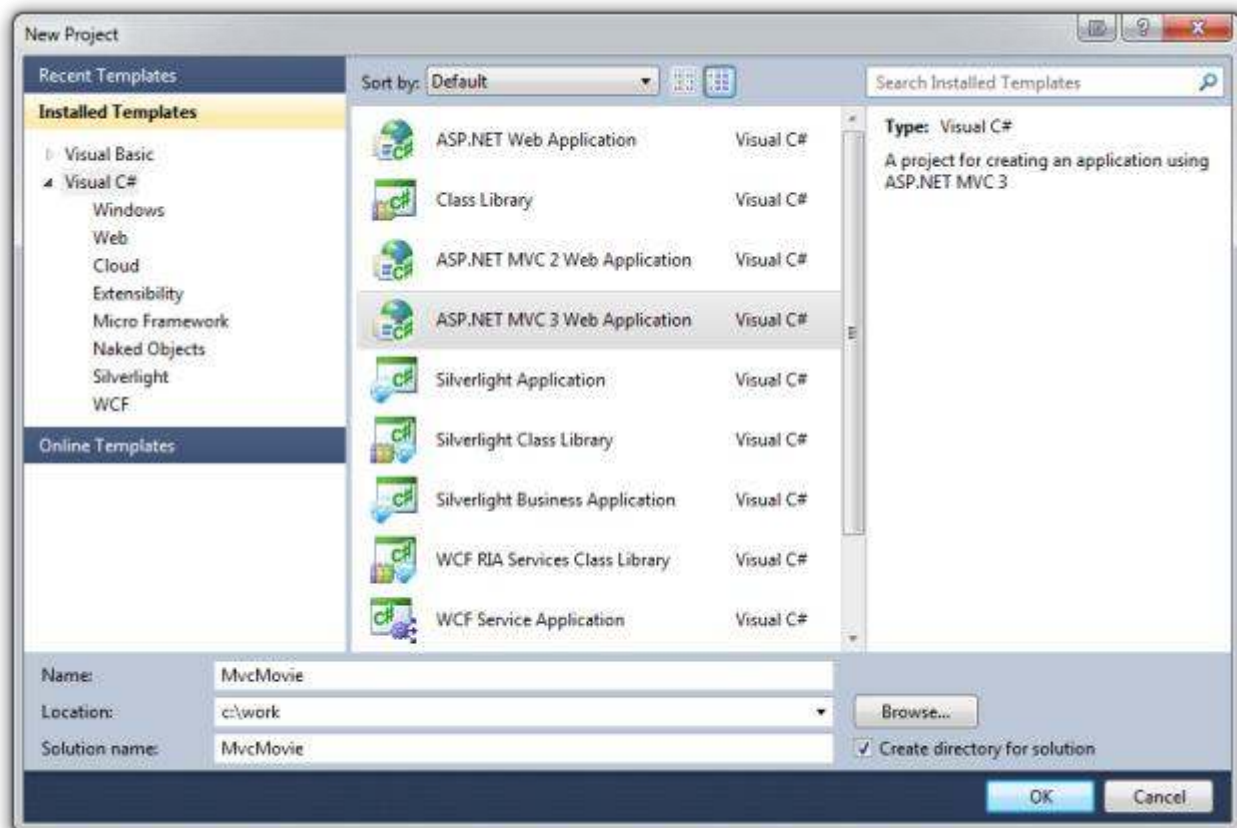 New Project
Recent Templates
Installed Templates
Visual Basic
Visual C#
Windows
Web
Cloud
Extensibility
Micro Framework
Naked Objects
Silverlight
WCF
Online Templates
Sort by: Default
ASP.NET Web Application Visual C#
Class Library Visual C#
ASP.NET MVC 2 Web Application Visual C#
ASP.NET MVC 3 Web Application Visual C#
Silverlight Application Visual C#
Silverlight Class Library Visual C#
Silverlight Business Application Visual C#
WCF RIA Services Class Library Visual C#
WCF Service Application Visual C#
Search Installed Templates
Type: Visual C#
A project for creating an application using
ASP.NET MVC 3
Name: MvcMovie
Location: c:\work
Browse...
Solution name: MvcMovie
Create directory for solution
OK Cancel